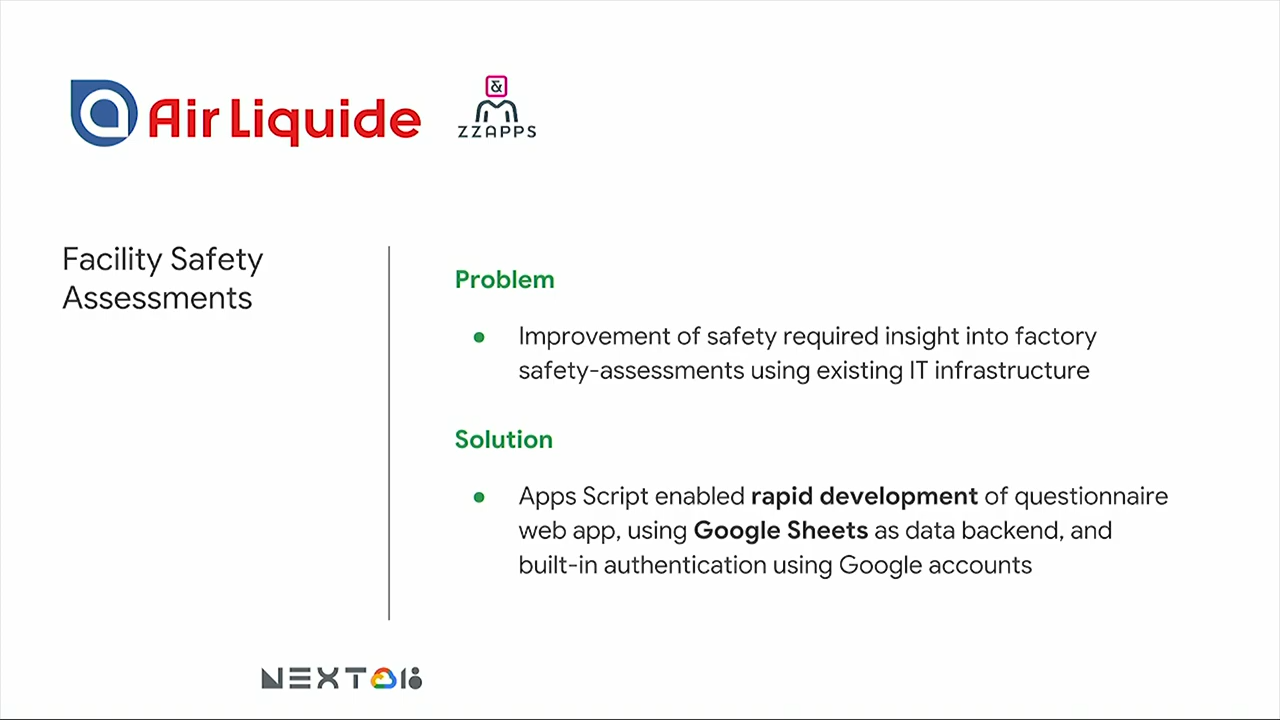 Air Liquide
&
ZZAPPS
Facility Safety
Assessments
Problem
Improvement of safety required insight into factory
safety-assessments using existing IT infrastructure
Solution
Apps Script enabled rapid development of questionnaire
web app, using Google Sheets as data backend, and
built-in authentication using Google accounts
NEXT 18